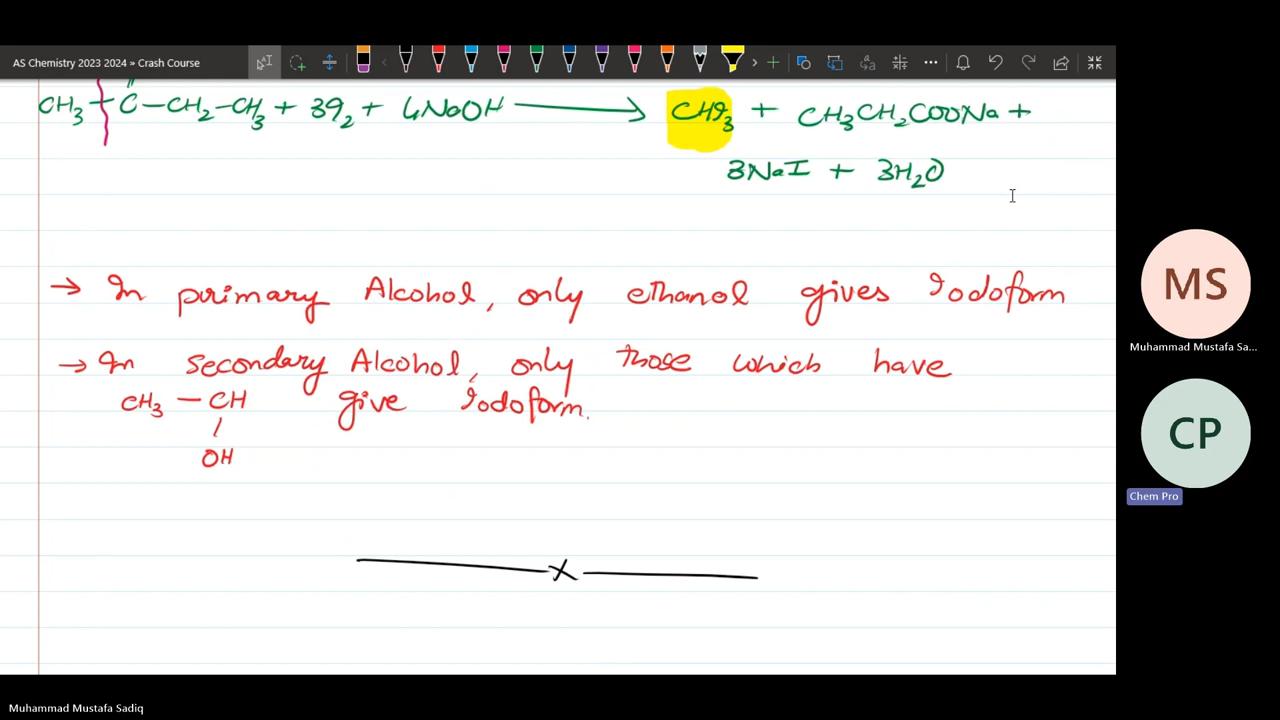 AS Chemistry 2023 2024 » Crash Course
CH3 – C – CH2 – CH3 + 3I2 + 4NaOH ⟶ CHI3 + CH3CH2COONa +
3NaI + 3H2O
→ In primary Alcohol, only ethanol gives Iodoform
→ In secondary Alcohol, only those which have
CH3 – CH give Iodoform.
OH
X
MS
Muhammad Mustafa Sa...
CP
Chem Pro
Muhammad Mustafa Sadiq